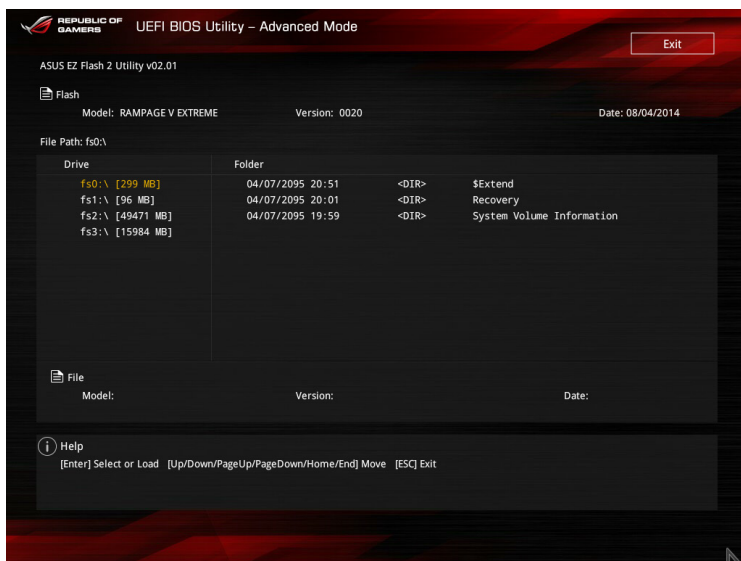 REPUBLIC OF
GAMERS
UEFI BIOS Utility – Advanced Mode
Exit
ASUS EZ Flash 2 Utility v02.01
Flash
Model: RAMPAGE V EXTREME Version: 0020 Date: 08/04/2014
File Path: fs0:\
Drive Folder
fs0:\ [299 MB] 04/07/2095 20:51 <DIR> $Extend
fs1:\ [96 MB] 04/07/2095 20:01 <DIR> Recovery
fs2:\ [49471 MB] 04/07/2095 19:59 <DIR> System Volume Information
fs3:\ [15984 MB]
File
Model: Version: Date:
Help
[Enter] Select or Load [Up/Down/PageUp/PageDown/Home/End] Move [ESC] Exit